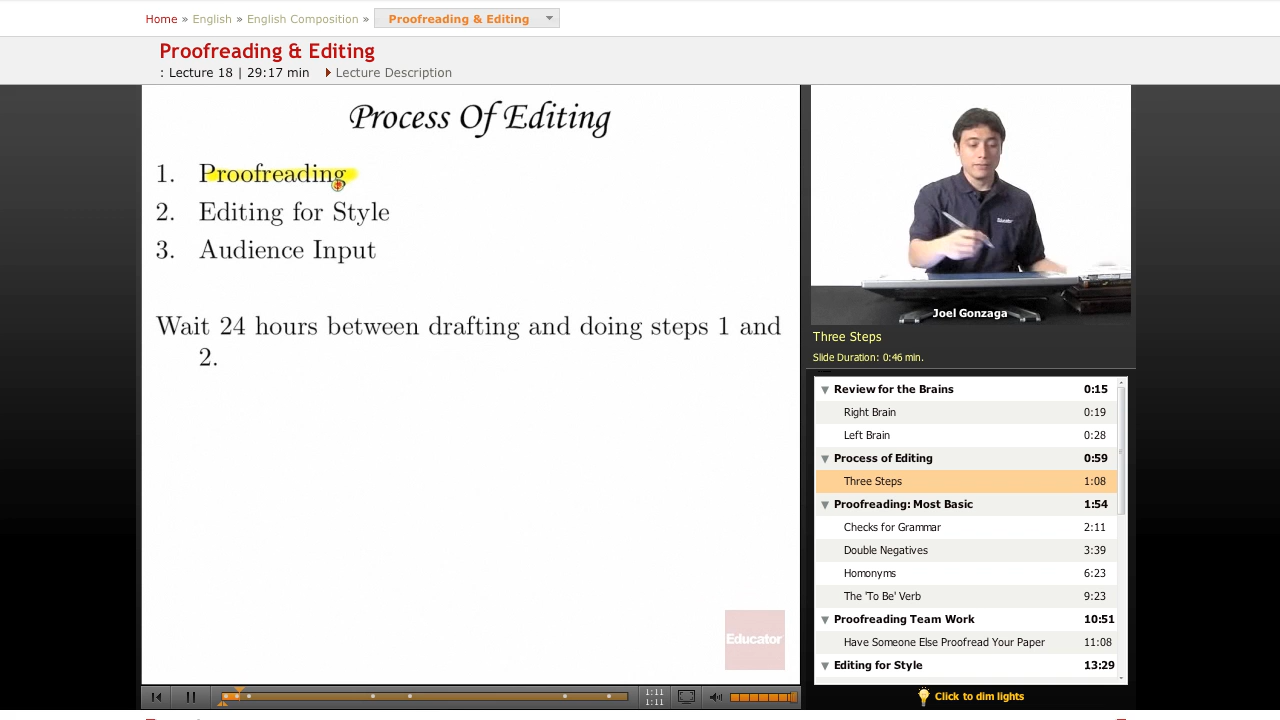 Home » English » English Composition » Proofreading & Editing
Proofreading & Editing
: Lecture 18 | 29:17 min Lecture Description
Process Of Editing
1. Proofreading
2. Editing for Style
3. Audience Input
Wait 24 hours between drafting and doing steps 1 and
2.
Educator
1:11
1:11
Educator
Joel Gonzaga
Three Steps
Slide Duration: 0:46 min.
Review for the Brains 0:15
Right Brain 0:19
Left Brain 0:28
Process of Editing 0:59
Three Steps 1:08
Proofreading: Most Basic 1:54
Checks for Grammar 2:11
Double Negatives 3:39
Homonyms 6:23
The 'To Be' Verb 9:23
Proofreading Team Work 10:51
Have Someone Else Proofread Your Paper 11:08
Editing for Style 13:29
Click to dim lights